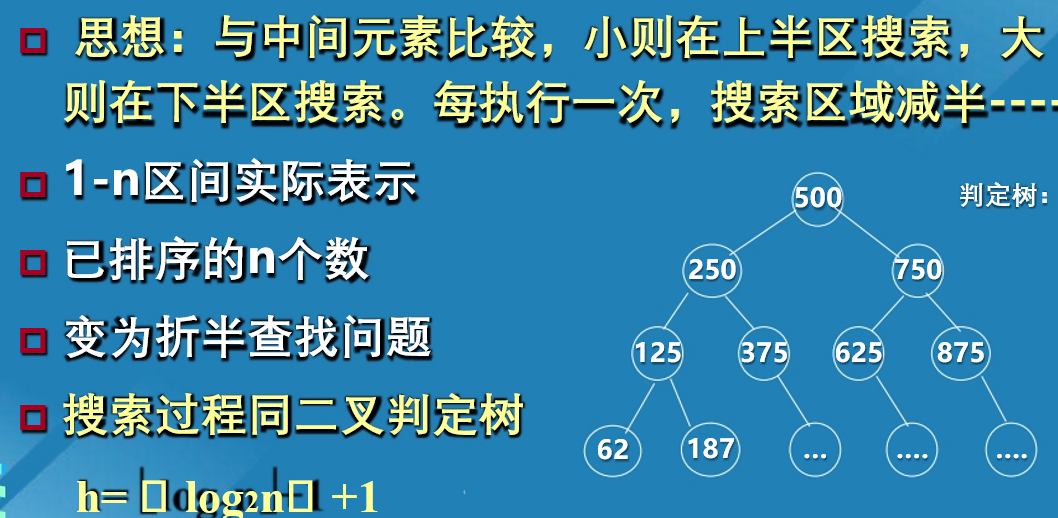 思想：与中间元素比较，小则在上半区搜索，大
则在下半区搜索。每执行一次，搜索区域减半----
1-n区间实际表示
已排序的n个数
变为折半查找问题
搜索过程同二叉判定树
h= log2n +1
判定树：
500
250 750
125 375 625 875
62 187 ... .... ....